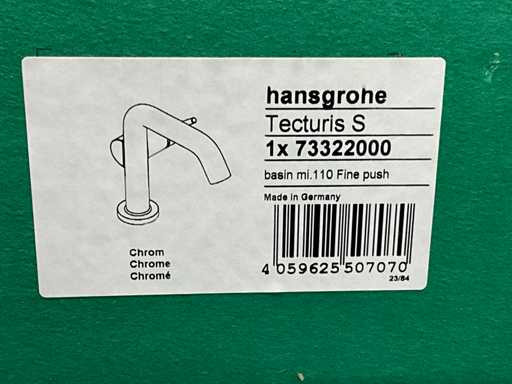 hansgrohe
Tecturis S
1x 73322000
basin mi.110 Fine push
Made in Germany
4 059625 507070
23/84
Chrom
Chrome
Chromé